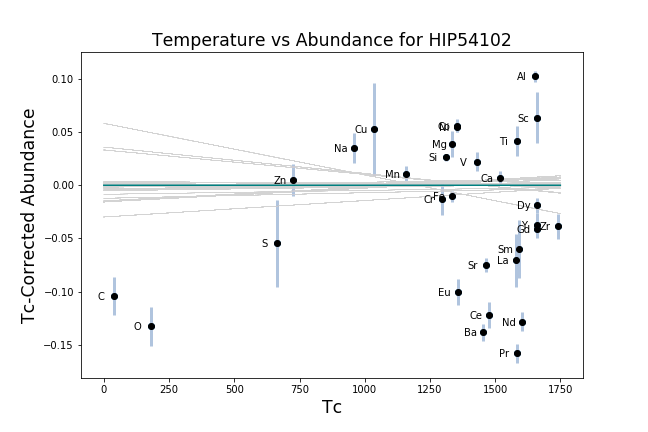 Temperature vs Abundance for HIP54102
Tc-Corrected Abundance
0.10
0.05
0.00
−0.05
−0.10
−0.15
Al
Sc
Cu
Co
Ni
Ti
Na
Mg
Si
V
Mn
Ca
Zn
Fe
Cr
Dy
Y
Zr
Gd
S
Sm
La
Sr
C
Eu
Ce
O
Nd
Ba
Pr
0
250
500
750
1000
1250
1500
1750
Tc